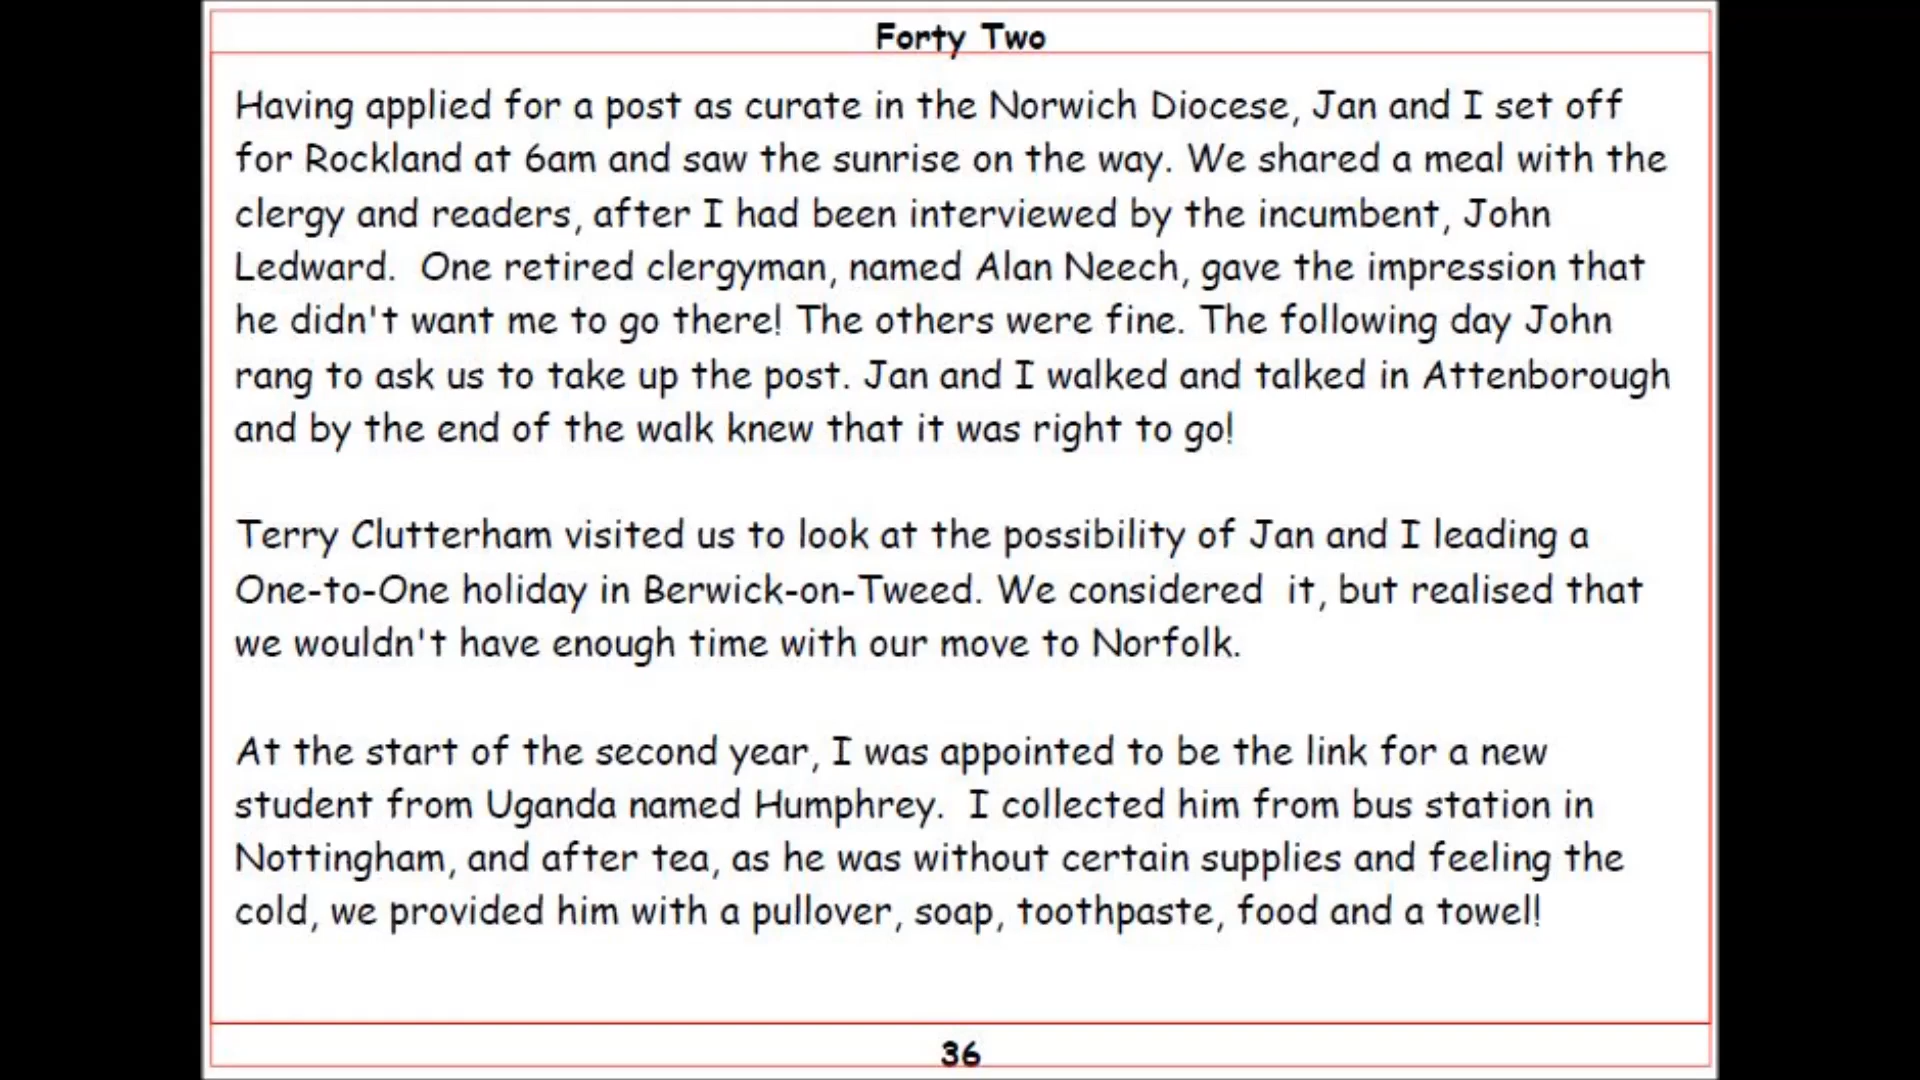 Forty Two
Having applied for a post as curate in the Norwich Diocese, Jan and I set off
for Rockland at 6am and saw the sunrise on the way. We shared a meal with the
clergy and readers, after I had been interviewed by the incumbent, John
Ledward.  One retired clergyman, named Alan Neech, gave the impression that
he didn't want me to go there! The others were fine. The following day John
rang to ask us to take up the post. Jan and I walked and talked in Attenborough
and by the end of the walk knew that it was right to go!
Terry Clutterham visited us to look at the possibility of Jan and I leading a
One-to-One holiday in Berwick-on-Tweed. We considered  it, but realised that
we wouldn't have enough time with our move to Norfolk.
At the start of the second year, I was appointed to be the link for a new
student from Uganda named Humphrey.  I collected him from bus station in
Nottingham, and after tea, as he was without certain supplies and feeling the
cold, we provided him with a pullover, soap, toothpaste, food and a towel!
36